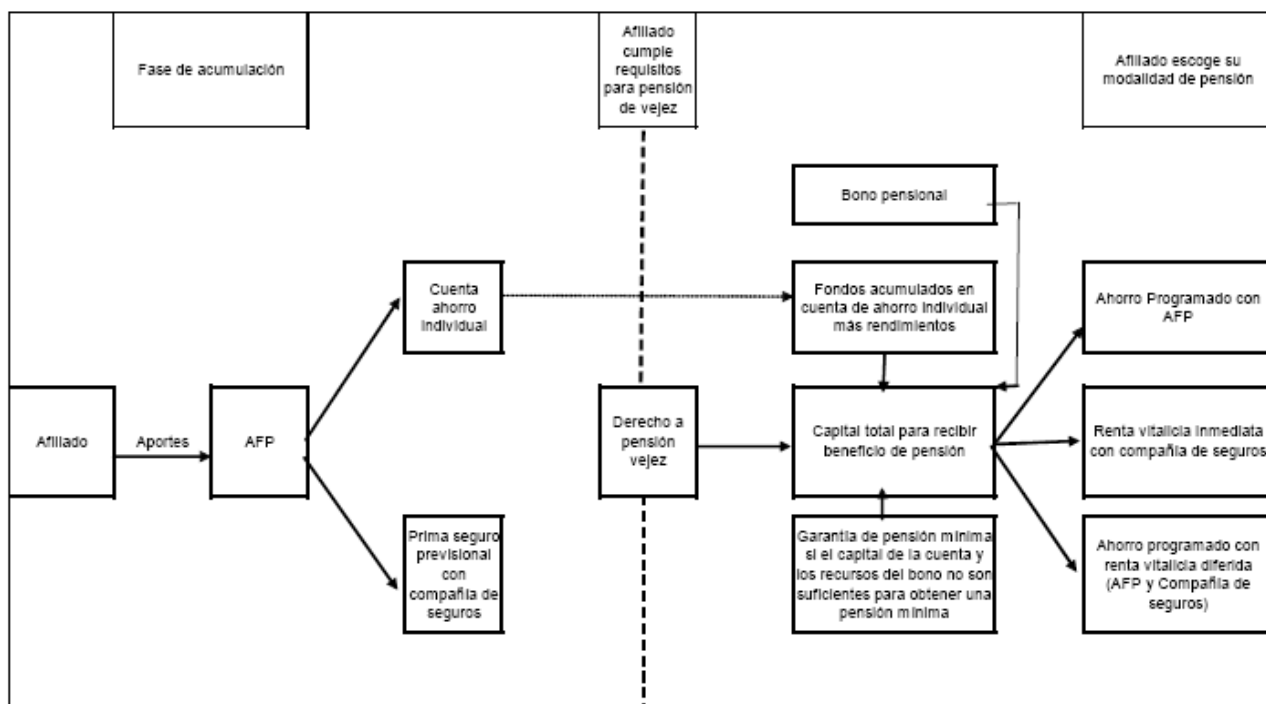 Fase de acumulación
Afiliado
cumple
requisitos
para pensión
de vejez
Afiliado escoge su
modalidad de pensión
Bono pensional
Cuenta
ahorro
individual
Fondos acumulados en
cuenta de ahorro individual
más rendimientos
Ahorro Programado con
AFP
Afiliado
Aportes
AFP
Derecho a
pensión
vejez
Capital total para recibir
beneficio de pensión
Renta vitalicia inmediata
con compañía de seguros
Prima seguro
previsional
con
compañía de
seguros
Garantía de pensión mínima
si el capital de la cuenta y
los recursos del bono no son
suficientes para obtener una
pensión mínima
Ahorro programado con
renta vitalicia diferida
(AFP y Compañía de
seguros)